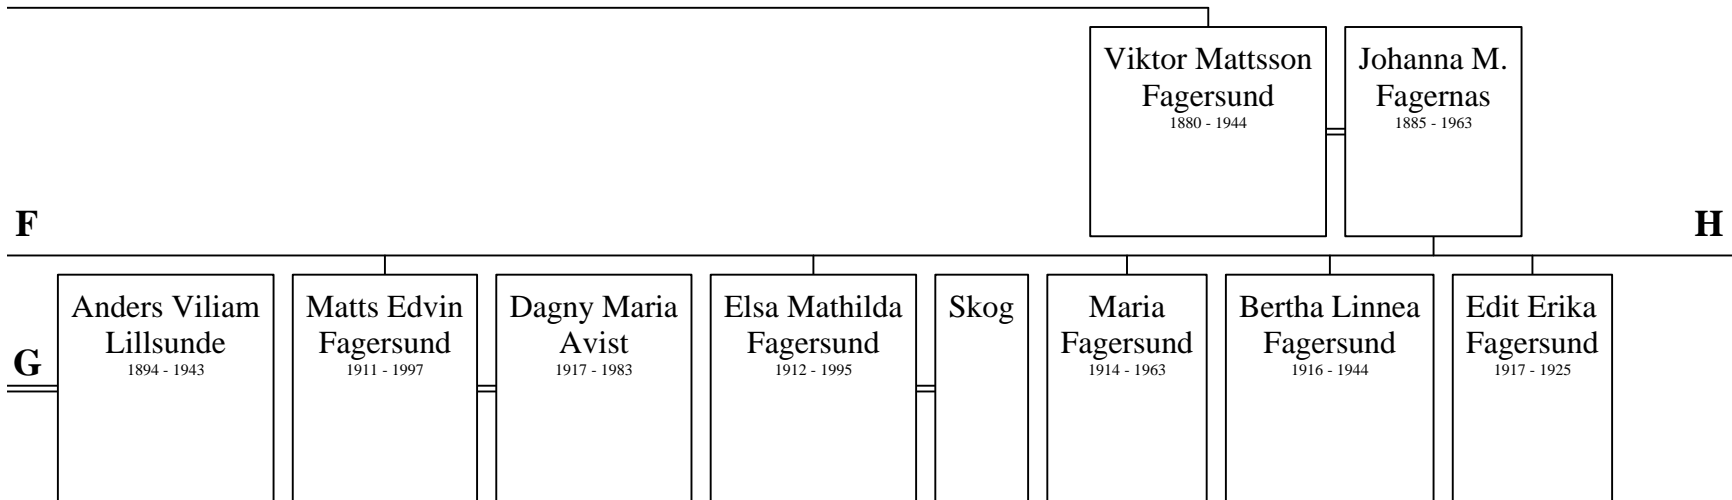 Viktor Mattsson
Fagersund
1880 - 1944
Johanna M.
Fagernas
1885 - 1963
F
H
Anders Viliam
Lillsunde
1894 - 1943
Matts Edvin
Fagersund
1911 - 1997
Dagny Maria
Avist
1917 - 1983
Elsa Mathilda
Fagersund
1912 - 1995
Skog
Maria
Fagersund
1914 - 1963
Bertha Linnea
Fagersund
1916 - 1944
Edit Erika
Fagersund
1917 - 1925
G